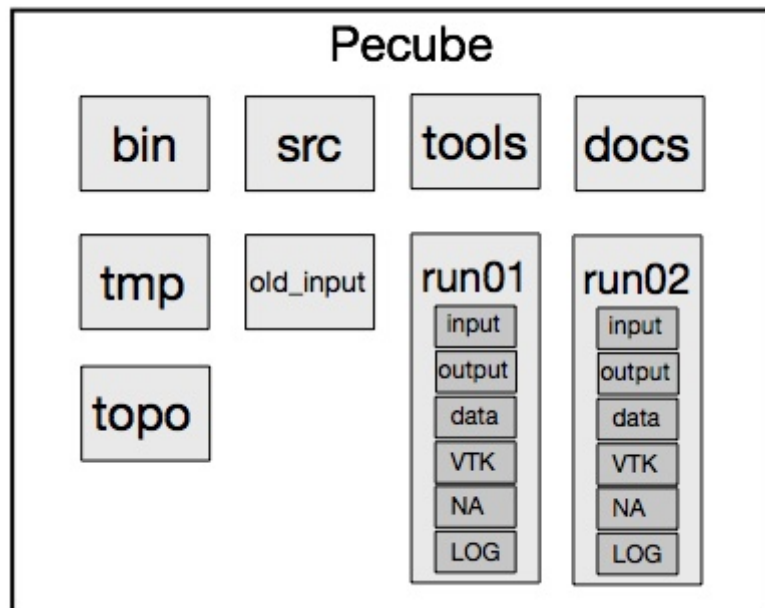 Pecube
bin
src
tools
docs
tmp
old_input
run01
input
output
data
VTK
NA
LOG
run02
input
output
data
VTK
NA
LOG
topo